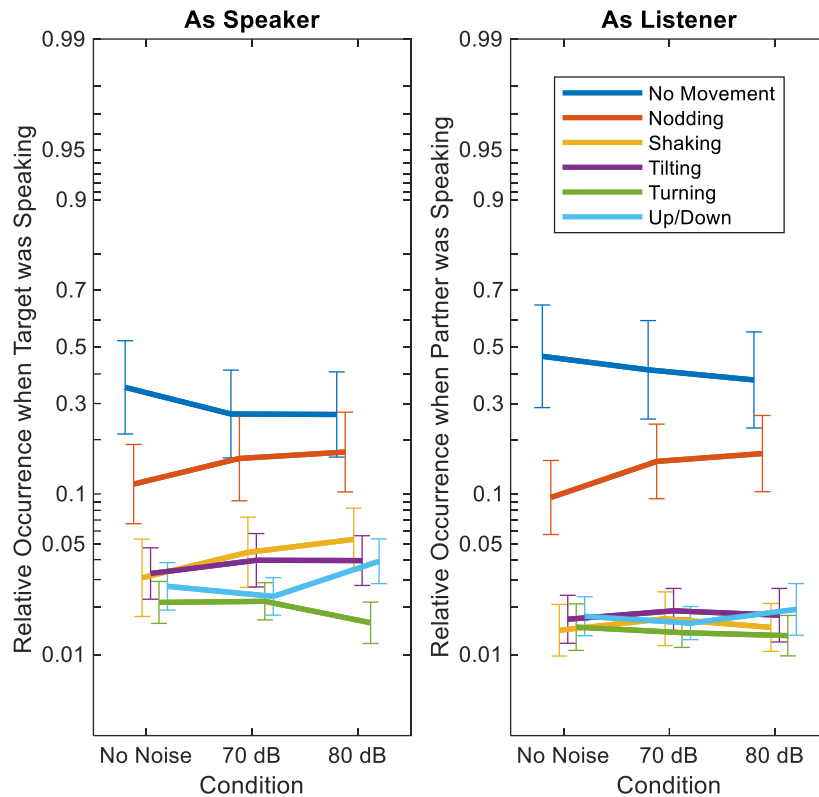 As Speaker
Relative Occurrence when Target was Speaking
0.99
0.95
0.9
0.7
0.5
0.3
0.1
0.05
0.01
No Noise
70 dB
80 dB
Condition
As Listener
Relative Occurrence when Partner was Speaking
0.99
0.95
0.9
0.7
0.5
0.3
0.1
0.05
0.01
No Movement
Nodding
Shaking
Tilting
Turning
Up/Down
No Noise
70 dB
80 dB
Condition